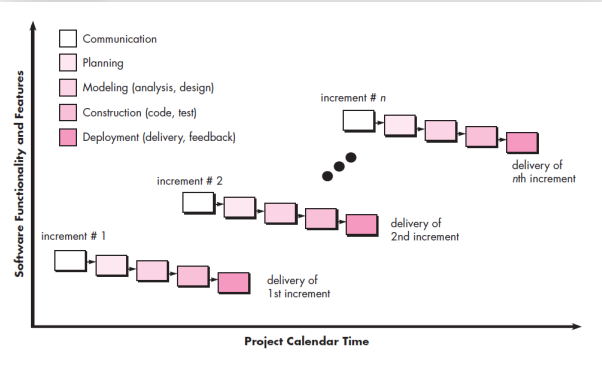 Communication
Planning
Modeling (analysis, design)
Construction (code, test)
Deployment (delivery, feedback)
increment # n
delivery of
nth increment
increment # 2
delivery of
2nd increment
increment # 1
delivery of
1st increment
Software Functionality and Features
Project Calendar Time